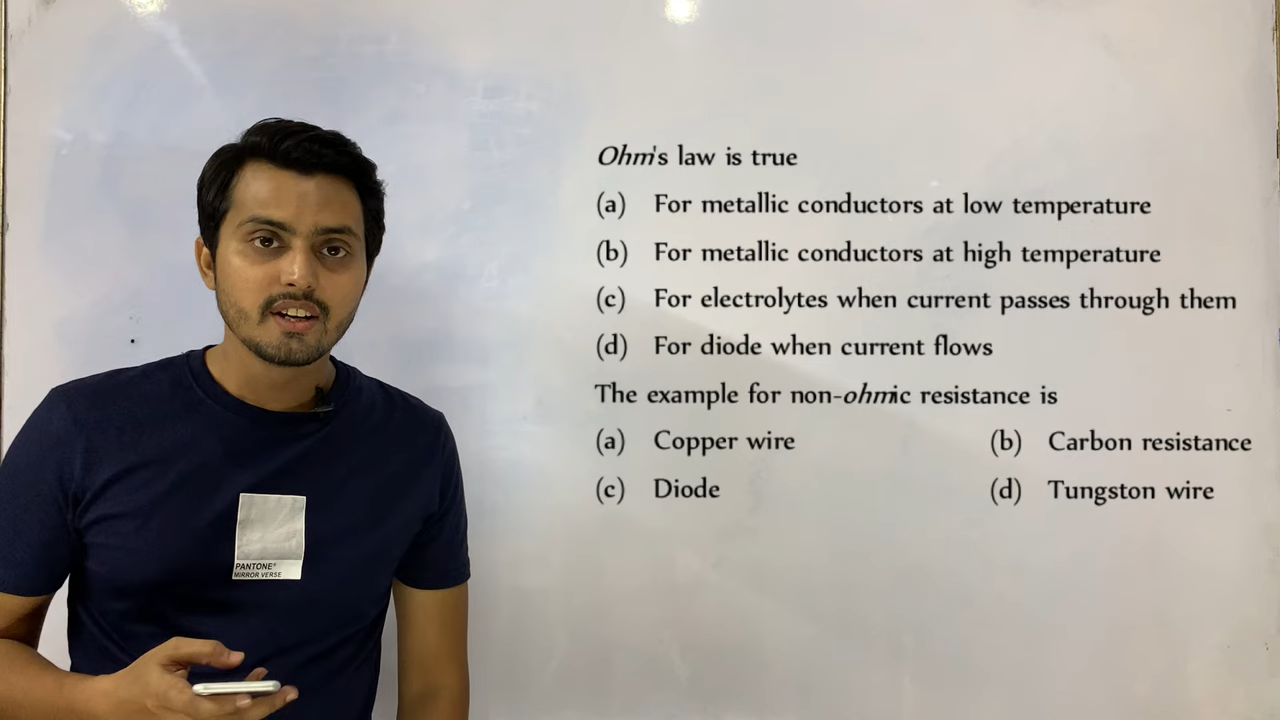 Ohm's law is true
(a) For metallic conductors at low temperature
(b) For metallic conductors at high temperature
(c) For electrolytes when current passes through them
(d) For diode when current flows
The example for non-ohmic resistance is
(a) Copper wire (b) Carbon resistance
(c) Diode (d) Tungston wire
PANTONE®
MIRROR VERSE